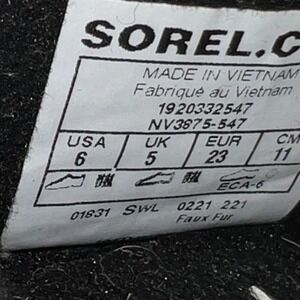 SOREL.C
MADE IN VIETNAM
Fabriqué au Vietnam
1920332547
NV3875-547
USA UK EUR CM
6 5 23 11
ECA-6
01831 SWL 0221 221
Faux Fur